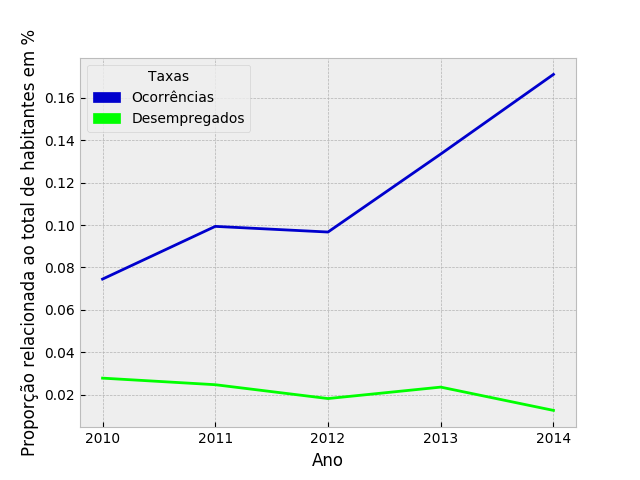 Proporção relacionada ao total de habitantes em %
Taxas
Ocorrências
Desempregados
0.16
0.14
0.12
0.10
0.08
0.06
0.04
0.02
2010 2011 2012 2013 2014
Ano